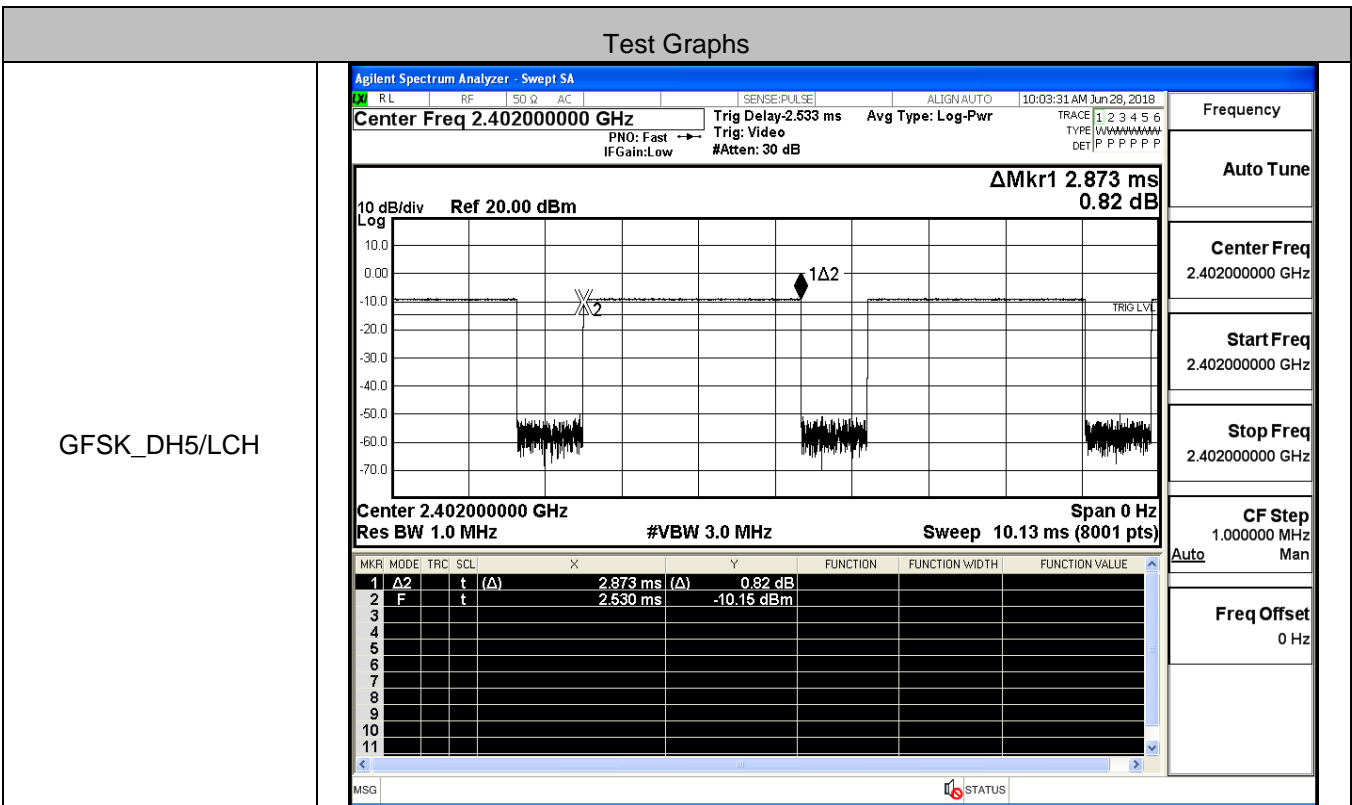 Test Graphs
GFSK_DH5/LCH
Agilent Spectrum Analyzer - Swept SA
LXI RL RF 50 Ω AC SENSE:PULSE ALIGN AUTO 10:03:31 AM Jun 28, 2018
Center Freq 2.402000000 GHz
PNO: Fast
IFGain:Low
Trig Delay-2.533 ms
Trig: Video
#Atten: 30 dB
Avg Type: Log-Pwr
TRACE 1 2 3 4 5 6
TYPE WWWWWWW
DET P P P P P P
ΔMkr1 2.873 ms
0.82 dB
10 dB/div Ref 20.00 dBm
Log
10.0
0.00
-10.0
-20.0
-30.0
-40.0
-50.0
-60.0
-70.0
1Δ2
2
TRIG LVL
Center 2.402000000 GHz Span 0 Hz
Res BW 1.0 MHz #VBW 3.0 MHz Sweep 10.13 ms (8001 pts)
MKR MODE TRC SCL X Y FUNCTION FUNCTION WIDTH FUNCTION VALUE
1 Δ2 t (Δ) 2.873 ms (Δ) 0.82 dB
2 F t 2.530 ms -10.15 dBm
3
4
5
6
7
8
9
10
11
MSG STATUS
Frequency
Auto Tune
Center Freq
2.402000000 GHz
Start Freq
2.402000000 GHz
Stop Freq
2.402000000 GHz
CF Step
1.000000 MHz
Auto Man
Freq Offset
0 Hz